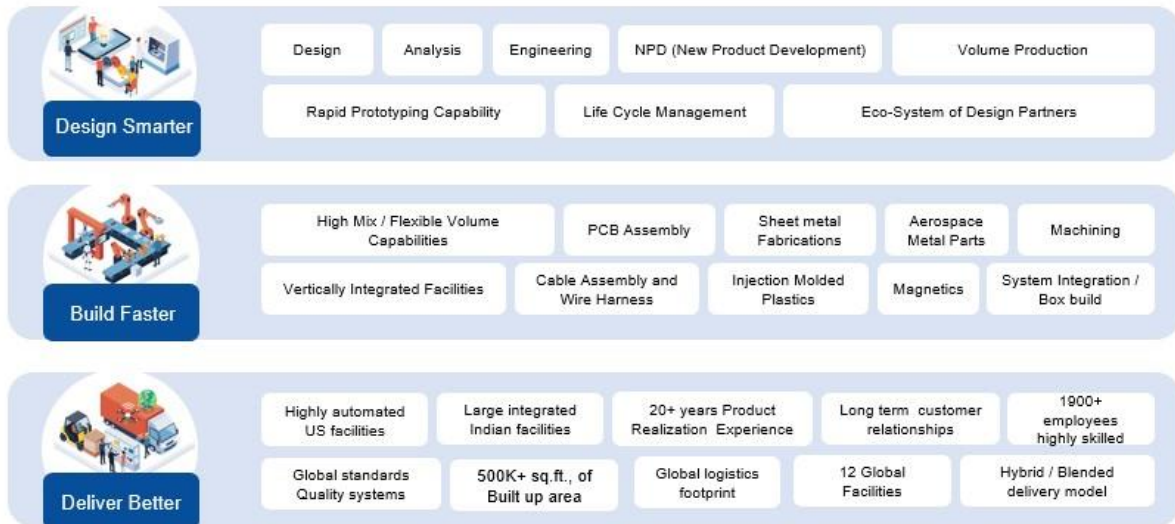 Design Smarter
Design
Analysis
Engineering
NPD (New Product Development)
Volume Production
Rapid Prototyping Capability
Life Cycle Management
Eco-System of Design Partners
Build Faster
High Mix / Flexible Volume
Capabilities
PCB Assembly
Sheet metal
Fabrications
Aerospace
Metal Parts
Machining
Vertically Integrated Facilities
Cable Assembly and
Wire Harness
Injection Molded
Plastics
Magnetics
System Integration /
Box build
Deliver Better
Highly automated
US facilities
Large integrated
Indian facilities
20+ years Product
Realization Experience
Long term customer
relationships
1900+
employees
highly skilled
Global standards
Quality systems
500K+ sq.ft., of
Built up area
Global logistics
footprint
12 Global
Facilities
Hybrid / Blended
delivery model